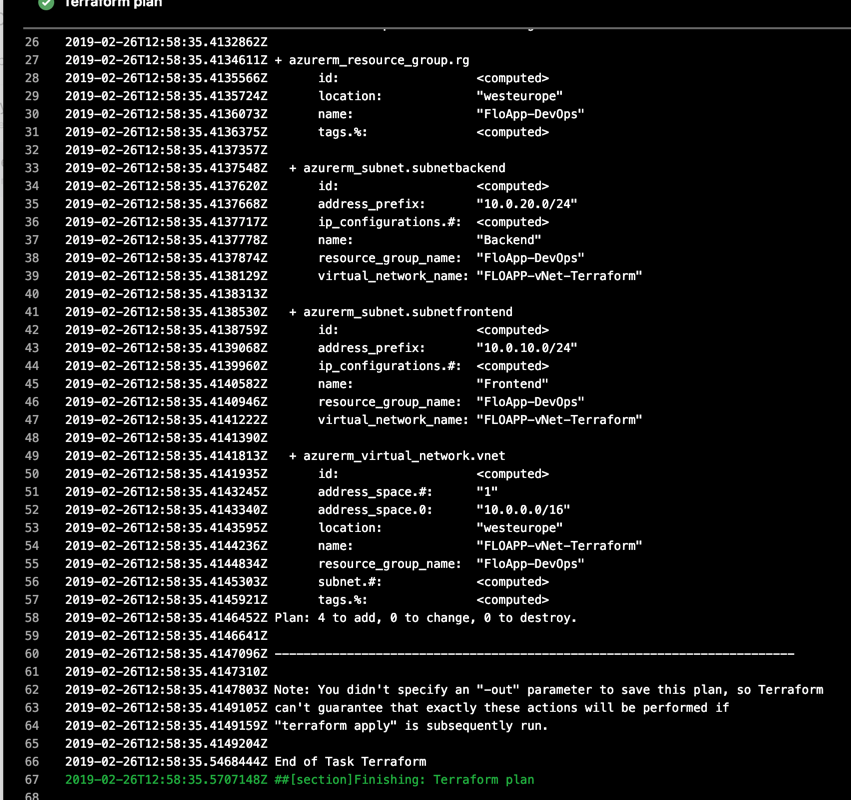 Terraform plan
26 2019-02-26T12:58:35.4132862Z
27 2019-02-26T12:58:35.4134611Z + azurerm_resource_group.rg
28 2019-02-26T12:58:35.4135566Z id: <computed>
29 2019-02-26T12:58:35.4135724Z location: "westeurope"
30 2019-02-26T12:58:35.4136073Z name: "FloApp-DevOps"
31 2019-02-26T12:58:35.4136375Z tags.%: <computed>
32 2019-02-26T12:58:35.4137357Z
33 2019-02-26T12:58:35.4137548Z + azurerm_subnet.subnetbackend
34 2019-02-26T12:58:35.4137620Z id: <computed>
35 2019-02-26T12:58:35.4137668Z address_prefix: "10.0.20.0/24"
36 2019-02-26T12:58:35.4137717Z ip_configurations.#: <computed>
37 2019-02-26T12:58:35.4137778Z name: "Backend"
38 2019-02-26T12:58:35.4137874Z resource_group_name: "FloApp-DevOps"
39 2019-02-26T12:58:35.4138129Z virtual_network_name: "FLOAPP-vNet-Terraform"
40 2019-02-26T12:58:35.4138313Z
41 2019-02-26T12:58:35.4138530Z + azurerm_subnet.subnetfrontend
42 2019-02-26T12:58:35.4138759Z id: <computed>
43 2019-02-26T12:58:35.4139068Z address_prefix: "10.0.10.0/24"
44 2019-02-26T12:58:35.4139960Z ip_configurations.#: <computed>
45 2019-02-26T12:58:35.4140582Z name: "Frontend"
46 2019-02-26T12:58:35.4140946Z resource_group_name: "FloApp-DevOps"
47 2019-02-26T12:58:35.4141222Z virtual_network_name: "FLOAPP-vNet-Terraform"
48 2019-02-26T12:58:35.4141390Z
49 2019-02-26T12:58:35.4141813Z + azurerm_virtual_network.vnet
50 2019-02-26T12:58:35.4141935Z id: <computed>
51 2019-02-26T12:58:35.4143245Z address_space.#: "1"
52 2019-02-26T12:58:35.4143340Z address_space.0: "10.0.0.0/16"
53 2019-02-26T12:58:35.4143595Z location: "westeurope"
54 2019-02-26T12:58:35.4144236Z name: "FLOAPP-vNet-Terraform"
55 2019-02-26T12:58:35.4144834Z resource_group_name: "FloApp-DevOps"
56 2019-02-26T12:58:35.4145303Z subnet.#: <computed>
57 2019-02-26T12:58:35.4145921Z tags.%: <computed>
58 2019-02-26T12:58:35.4146452Z Plan: 4 to add, 0 to change, 0 to destroy.
59 2019-02-26T12:58:35.4146641Z
60 2019-02-26T12:58:35.4147096Z ------------------------------------------------------------------------
61 2019-02-26T12:58:35.4147310Z
62 2019-02-26T12:58:35.4147803Z Note: You didn't specify an "-out" parameter to save this plan, so Terraform
63 2019-02-26T12:58:35.4149105Z can't guarantee that exactly these actions will be performed if
64 2019-02-26T12:58:35.4149159Z "terraform apply" is subsequently run.
65 2019-02-26T12:58:35.4149204Z
66 2019-02-26T12:58:35.5468444Z End of Task Terraform
67 2019-02-26T12:58:35.5707148Z ##[section]Finishing: Terraform plan
68